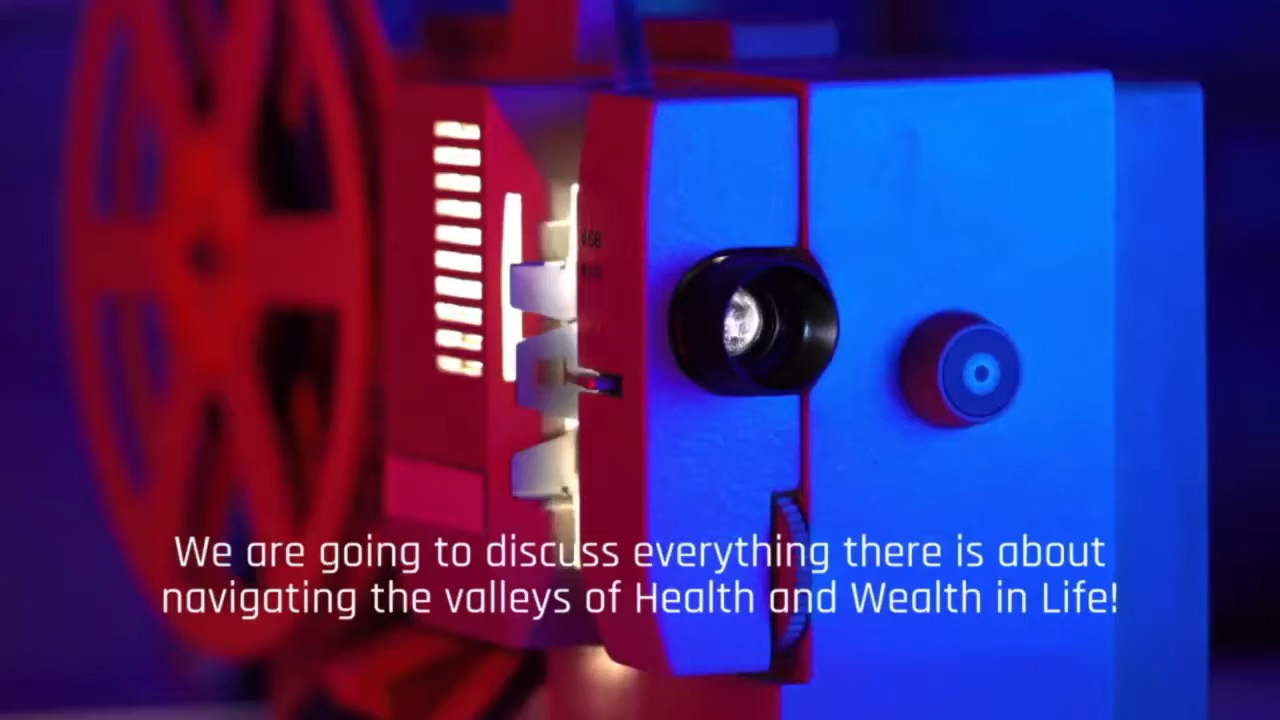 We are going to discuss everything there is about
navigating the valleys of Health and Wealth in Life!